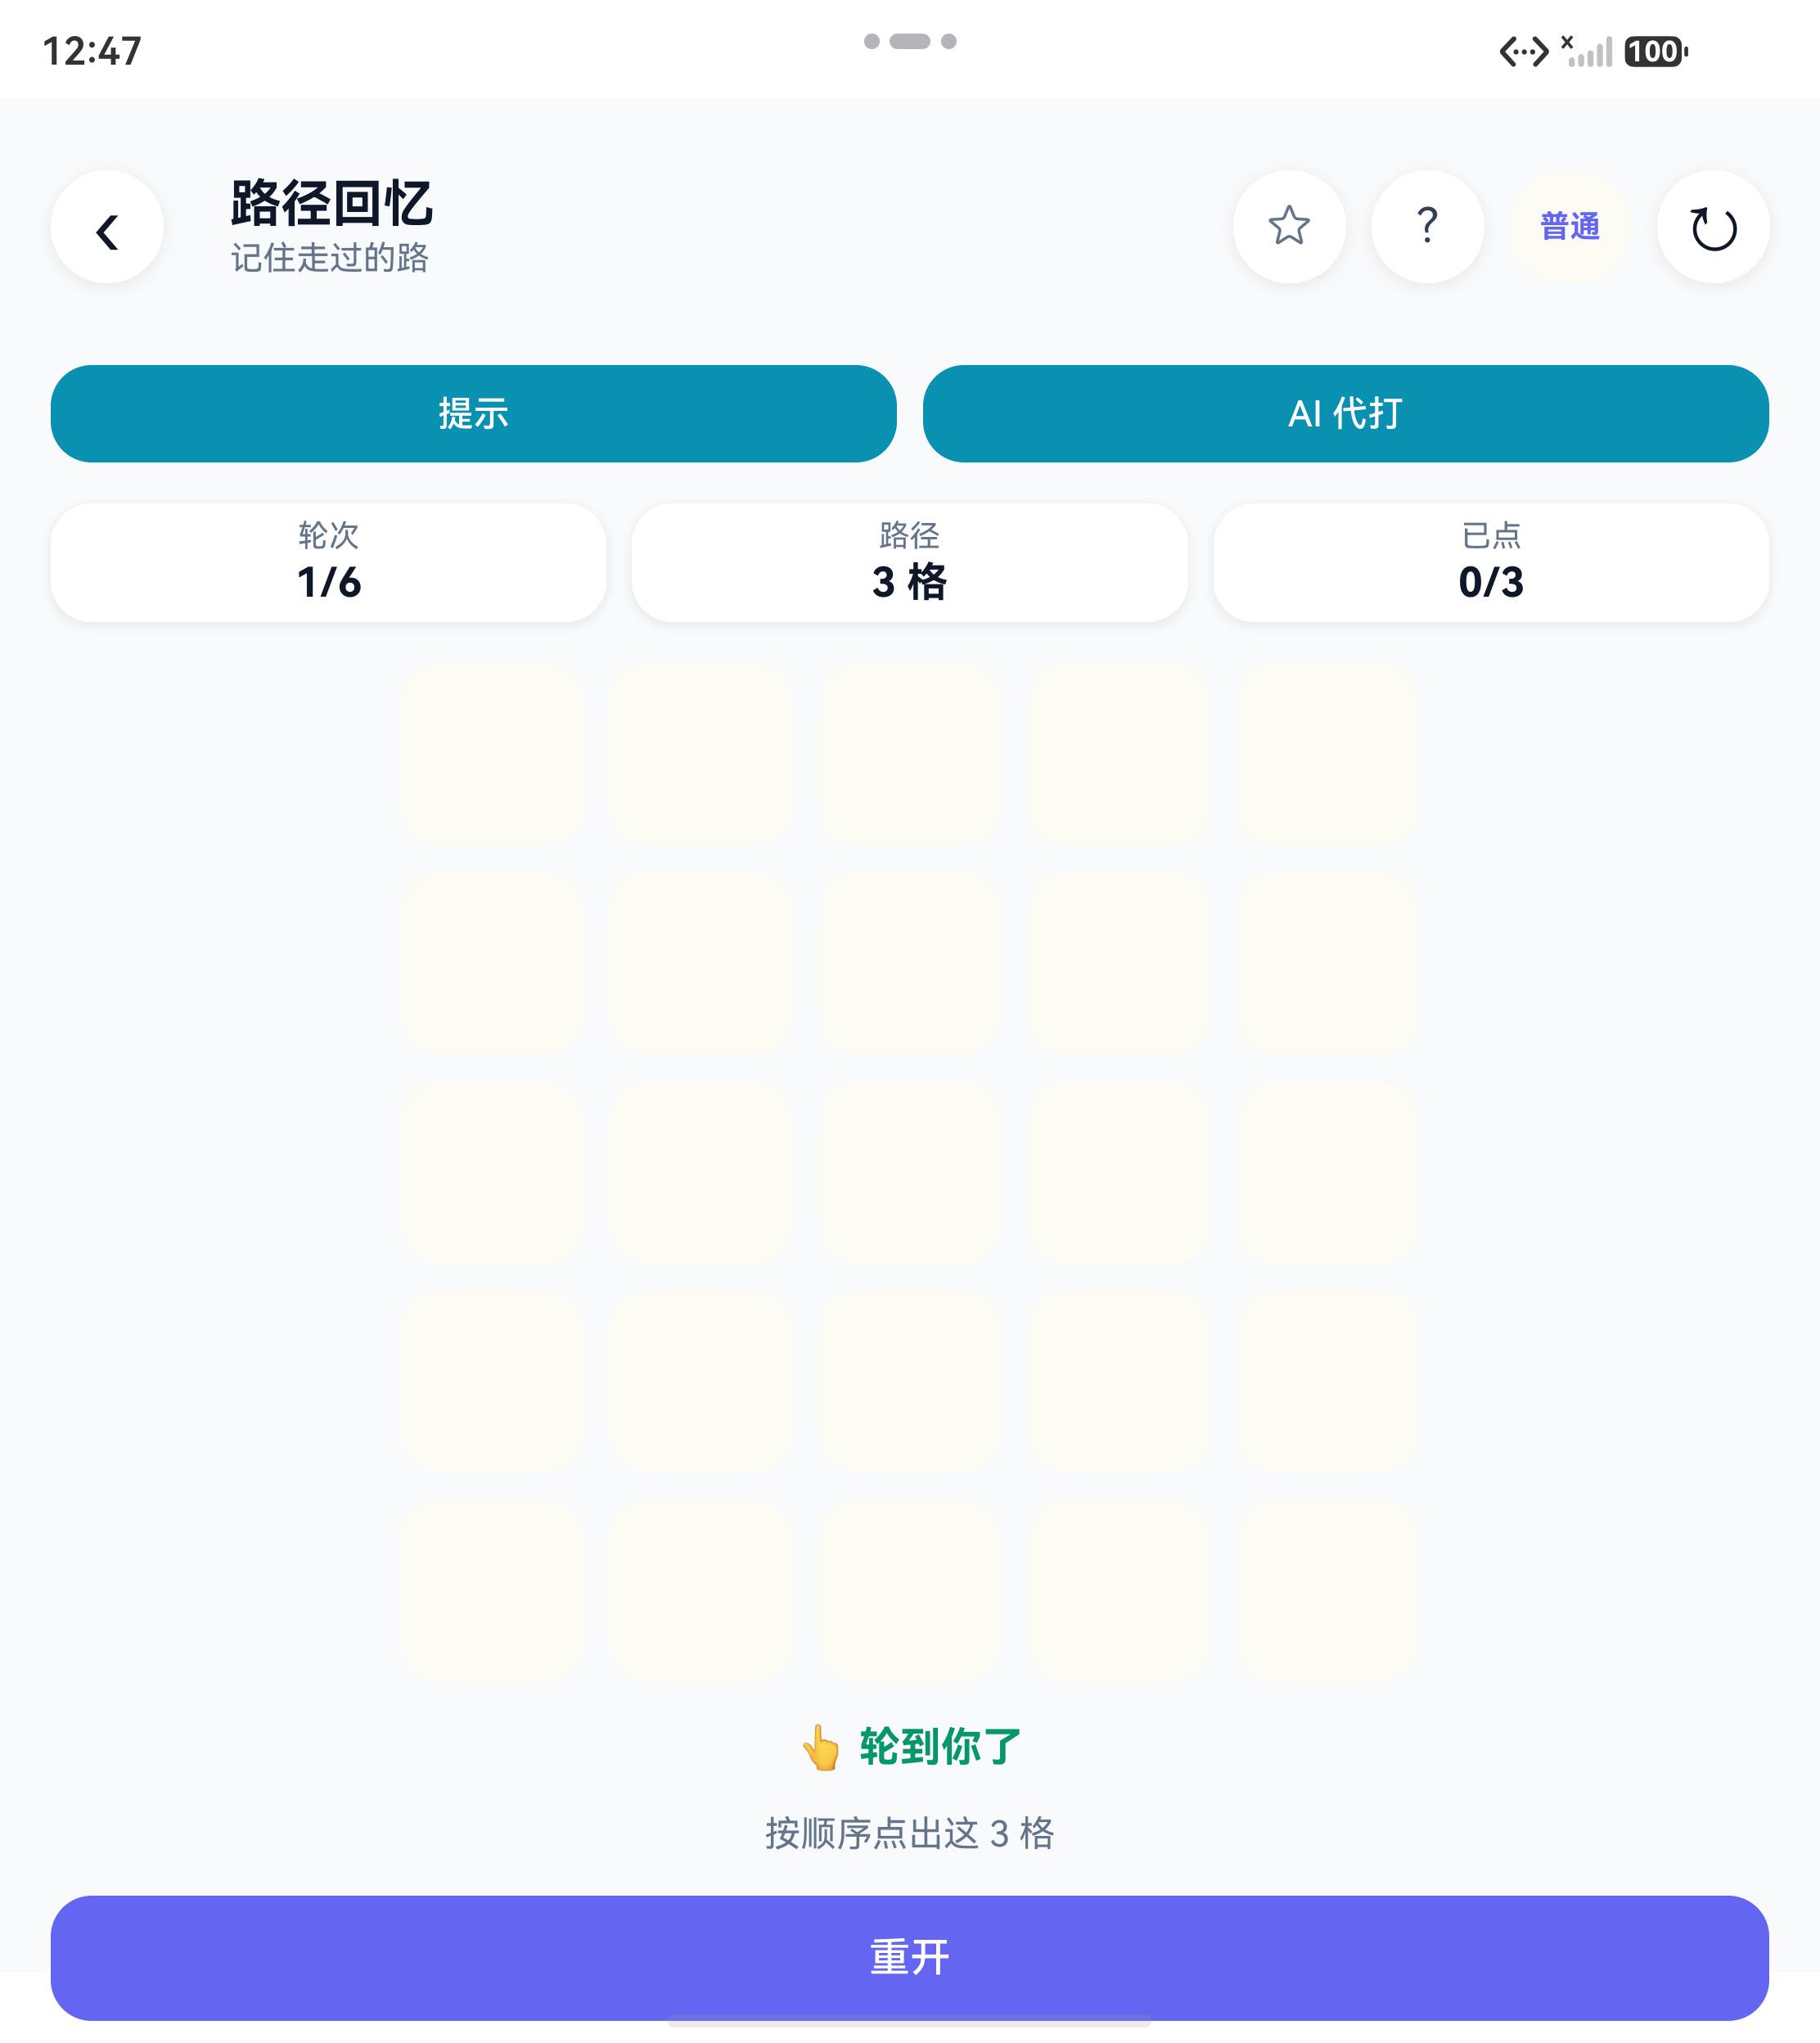 12:47
100
路径回忆
记住走过的路
?
普通
提示
AI 代打
轮次
1/6
路径
3 格
已点
0/3
轮到你了
按顺序点出这 3 格
重开